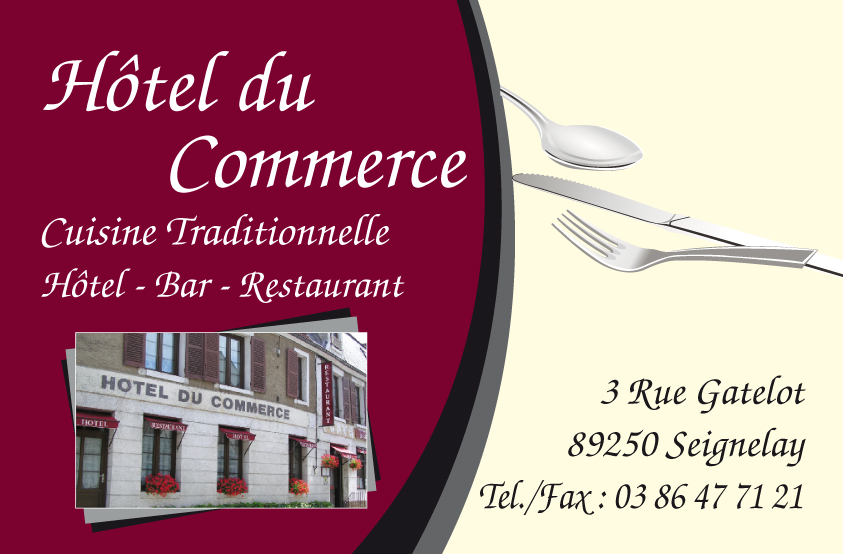 Hôtel du
Commerce
Cuisine Traditionnelle
Hôtel - Bar - Restaurant
HOTEL DU COMMERCE
RESTAURANT
HOTEL
RESTAURANT
HOTEL
3 Rue Gatelot
89250 Seignelay
Tel./Fax : 03 86 47 71 21